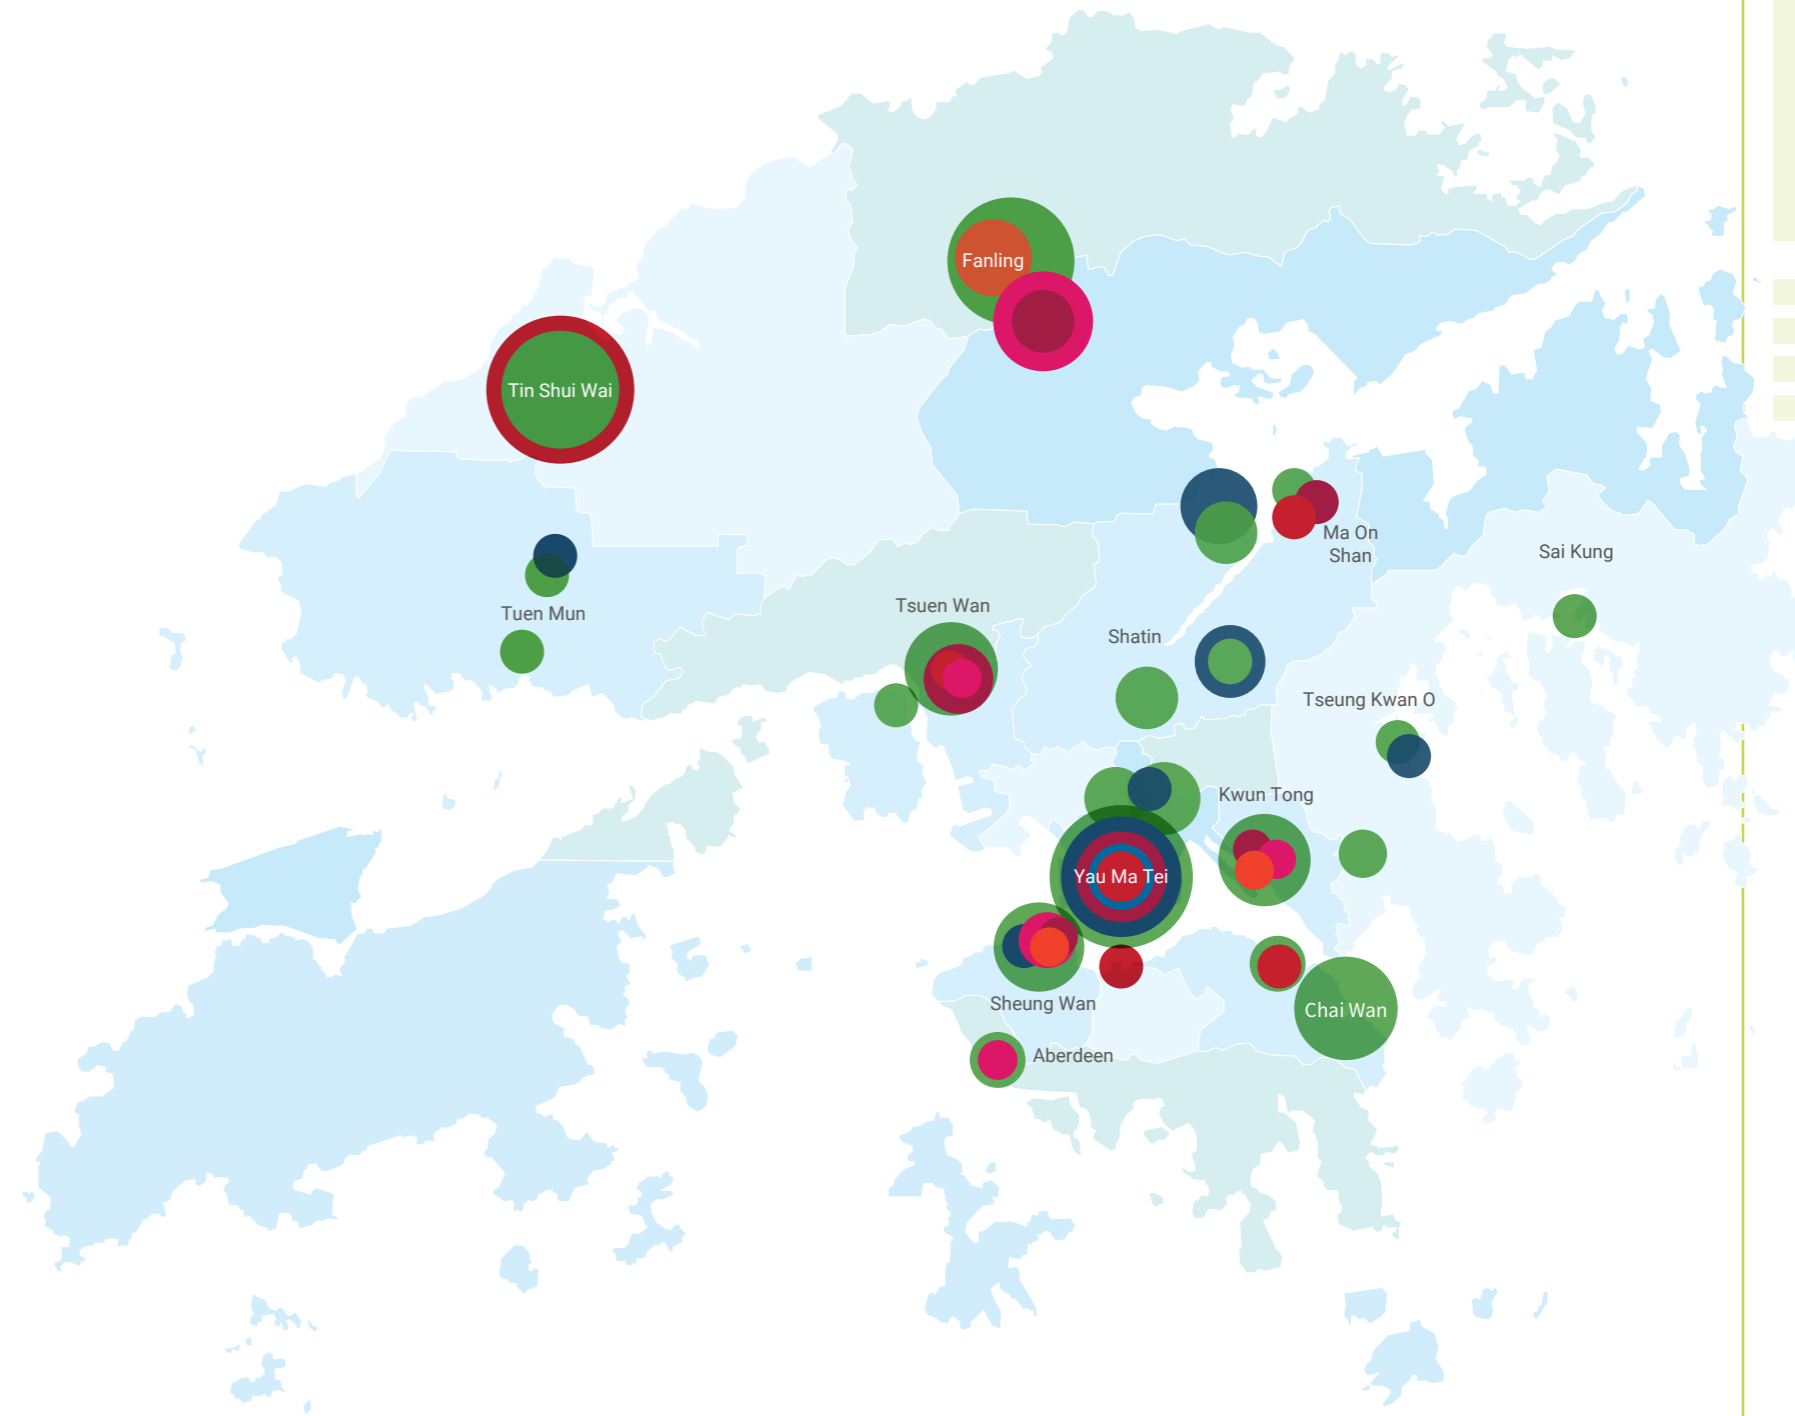 Fanling
Tin Shui Wai
Ma On
Shan
Sai Kung
Tsuen Wan
Tuen Mun
Shatin
Tseung Kwan O
Kwun Tong
Yau Ma Tei
Sheung Wan
Chai Wan
Aberdeen